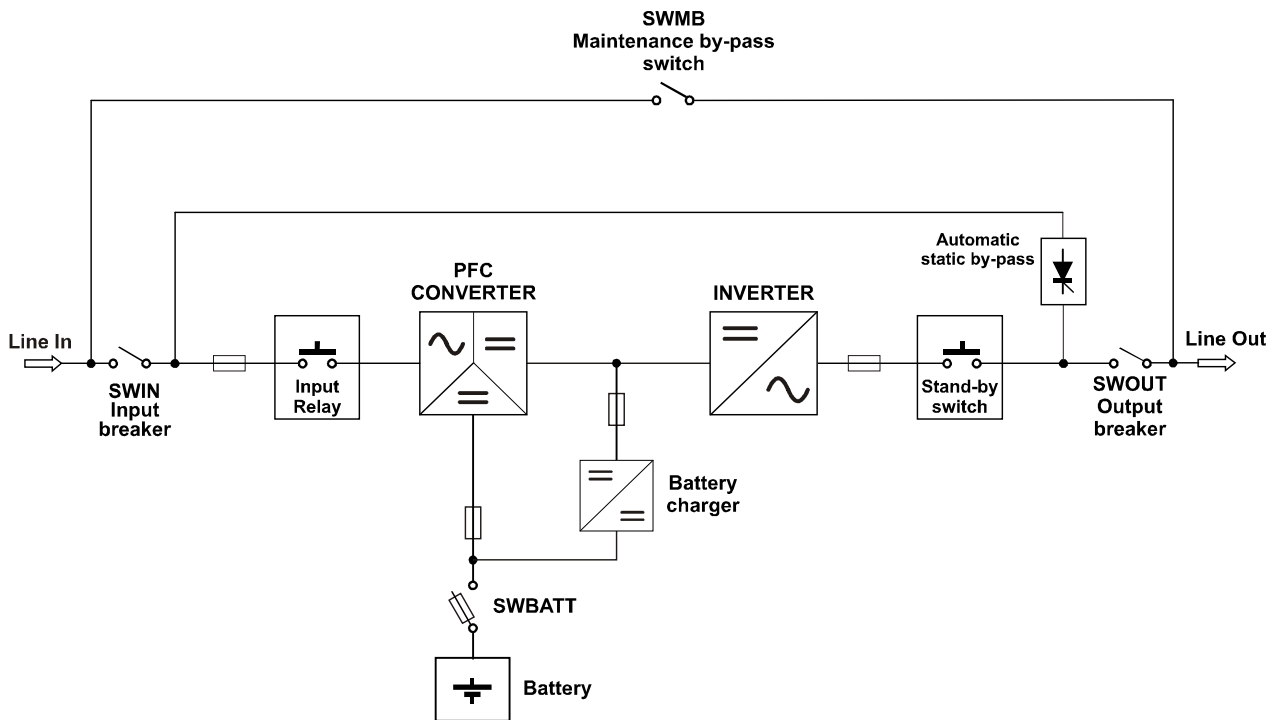 SWMB
Maintenance by-pass
switch
Automatic
static by-pass
PFC
CONVERTER
INVERTER
Line In
Line Out
SWIN
Input
breaker
Input
Relay
Stand-by
switch
SWOUT
Output
breaker
Battery
charger
SWBATT
Battery